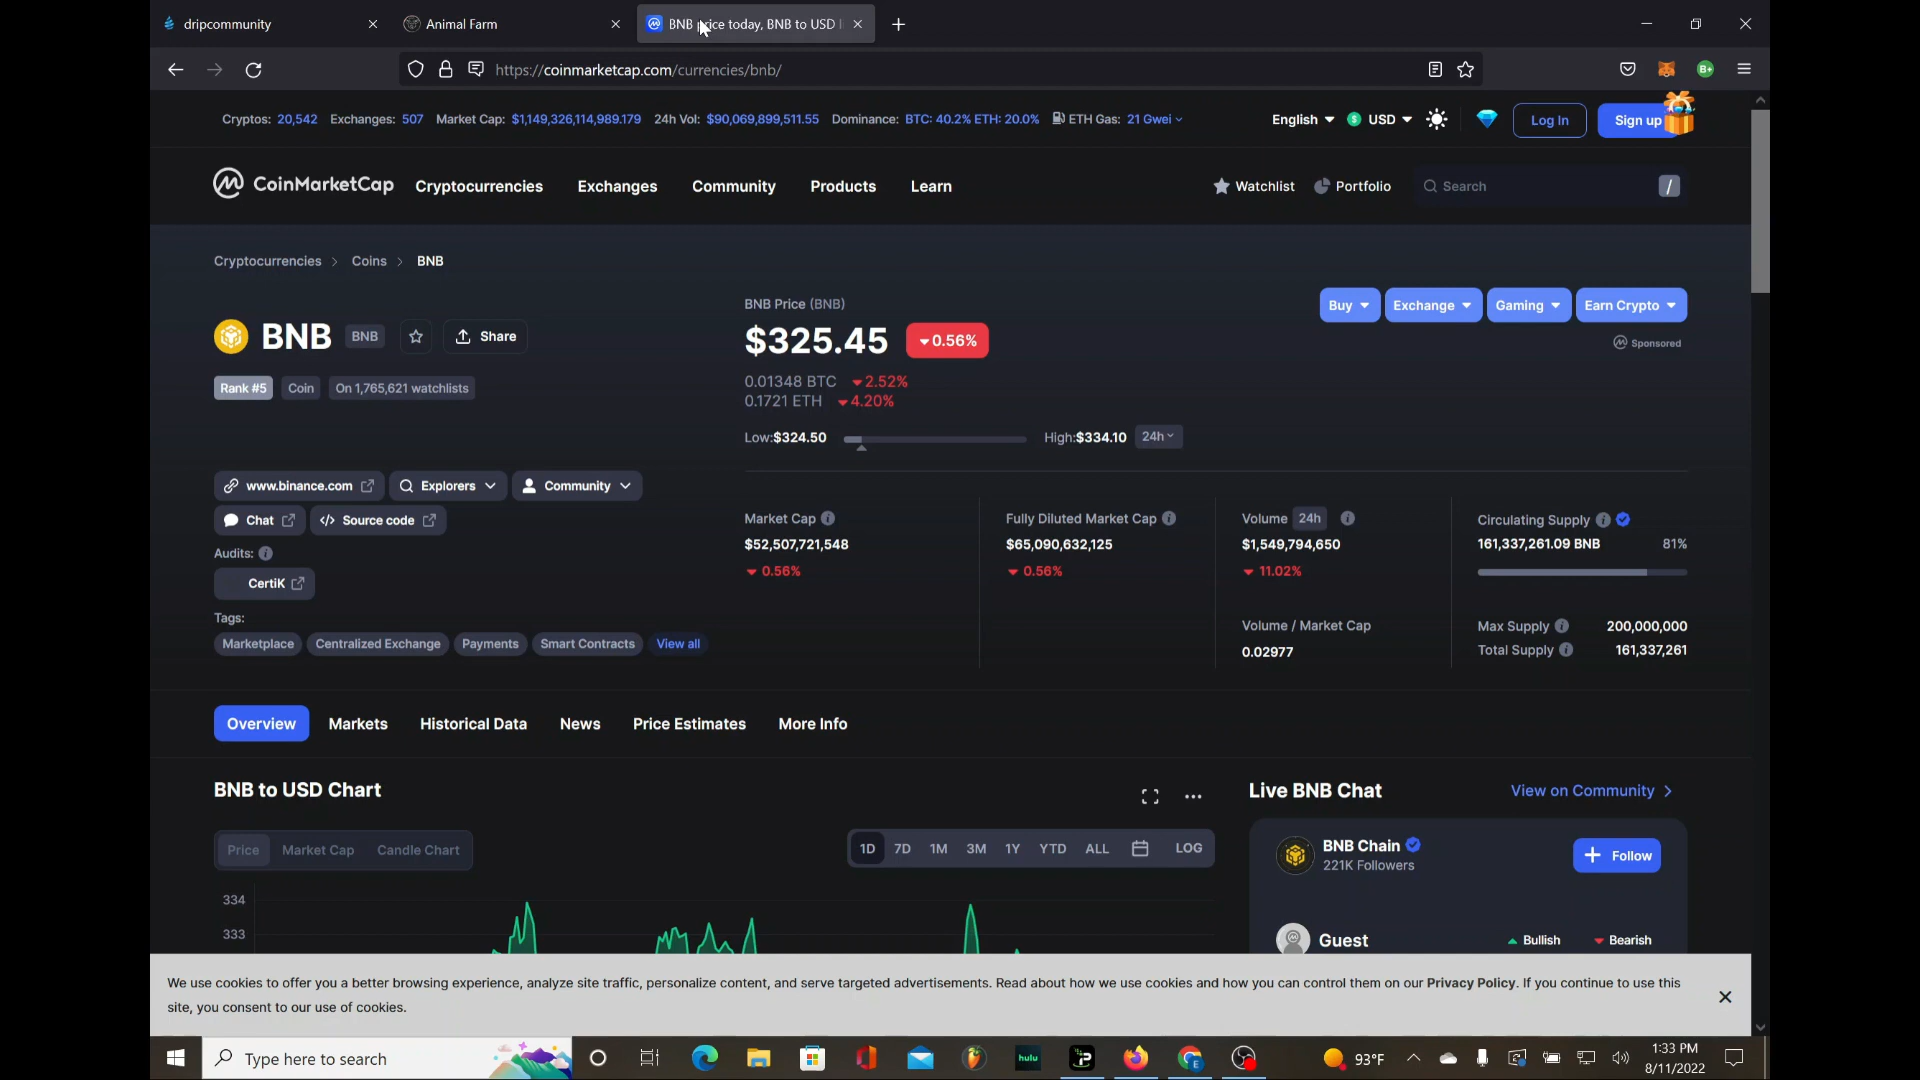 dripcommunity
Animal Farm
BNB price today, BNB to USD
https://coinmarketcap.com/currencies/bnb/
Cryptos: 20,542 Exchanges: 507 Market Cap: $1,149,326,114,989.179 24h Vol: $90,069,899,511.55 Dominance: BTC: 40.2% ETH: 20.0% ETH Gas: 21 Gwei
English USD Log In Sign up
CoinMarketCap Cryptocurrencies Exchanges Community Products Learn
Watchlist Portfolio Search /
Cryptocurrencies > Coins > BNB
BNB BNB Share
Rank #5 Coin On 1,765,621 watchlists
BNB Price (BNB)
$325.45 0.56%
0.01348 BTC 2.52%
0.1721 ETH 4.20%
Low:$324.50 High:$334.10 24h
Buy Exchange Gaming Earn Crypto
Sponsored
www.binance.com Explorers Community
Chat Source code
Audits:
CertiK
Tags:
Marketplace Centralized Exchange Payments Smart Contracts View all
Market Cap
$52,507,721,548
0.56%
Fully Diluted Market Cap
$65,090,632,125
0.56%
Volume 24h
$1,549,794,650
11.02%
Volume / Market Cap
0.02977
Circulating Supply
161,337,261.09 BNB 81%
Max Supply 200,000,000
Total Supply 161,337,261
Overview Markets Historical Data News Price Estimates More Info
BNB to USD Chart
Price Market Cap Candle Chart
1D 7D 1M 3M 1Y YTD ALL LOG
334
333
Live BNB Chat View on Community >
BNB Chain
221K Followers
Follow
Guest Bullish Bearish
We use cookies to offer you a better browsing experience, analyze site traffic, personalize content, and serve targeted advertisements. Read about how we use cookies and how you can control them on our Privacy Policy. If you continue to use this
site, you consent to our use of cookies.
Type here to search
hulu
93°F
1:33 PM
8/11/2022